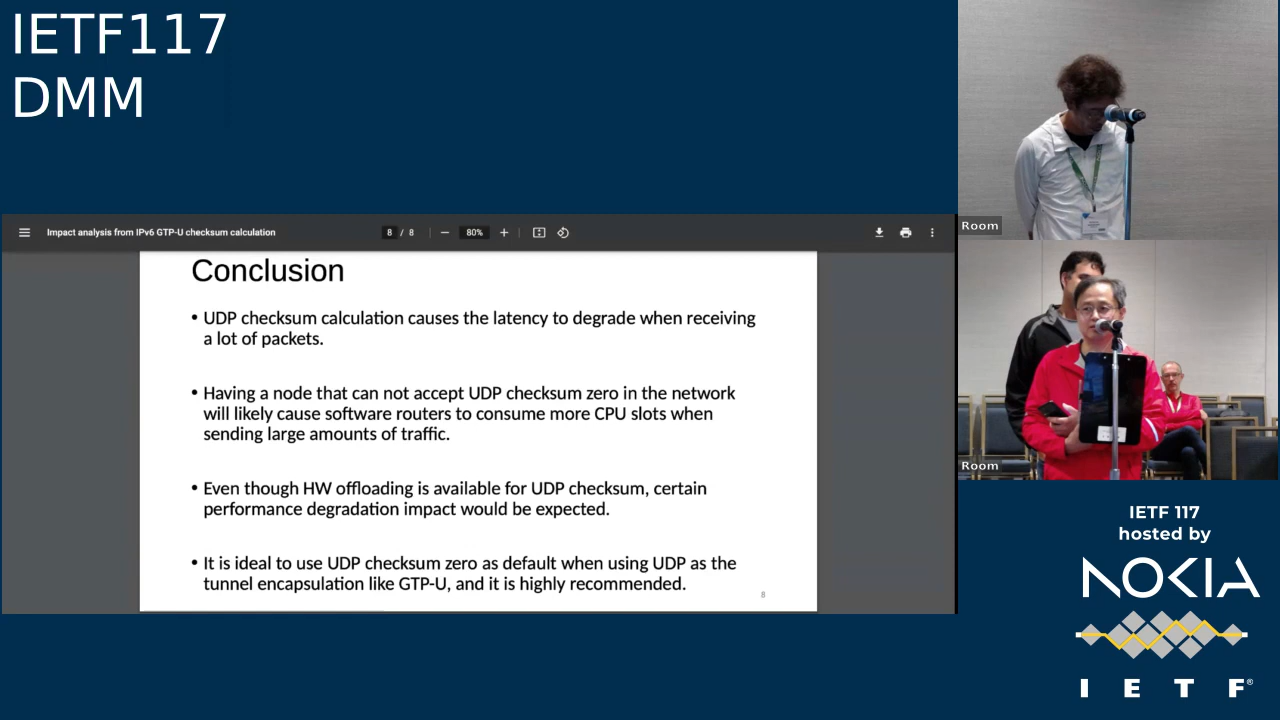 IETF117
DMM
Impact analysis from IPv6 GTP-U checksum calculation
8 / 8
80%
Conclusion
• UDP checksum calculation causes the latency to degrade when receiving
a lot of packets.
• Having a node that can not accept UDP checksum zero in the network
will likely cause software routers to consume more CPU slots when
sending large amounts of traffic.
• Even though HW offloading is available for UDP checksum, certain
performance degradation impact would be expected.
• It is ideal to use UDP checksum zero as default when using UDP as the
tunnel encapsulation like GTP-U, and it is highly recommended.
8
Room
Room
IETF 117
hosted by
NOKIA
I E T F®